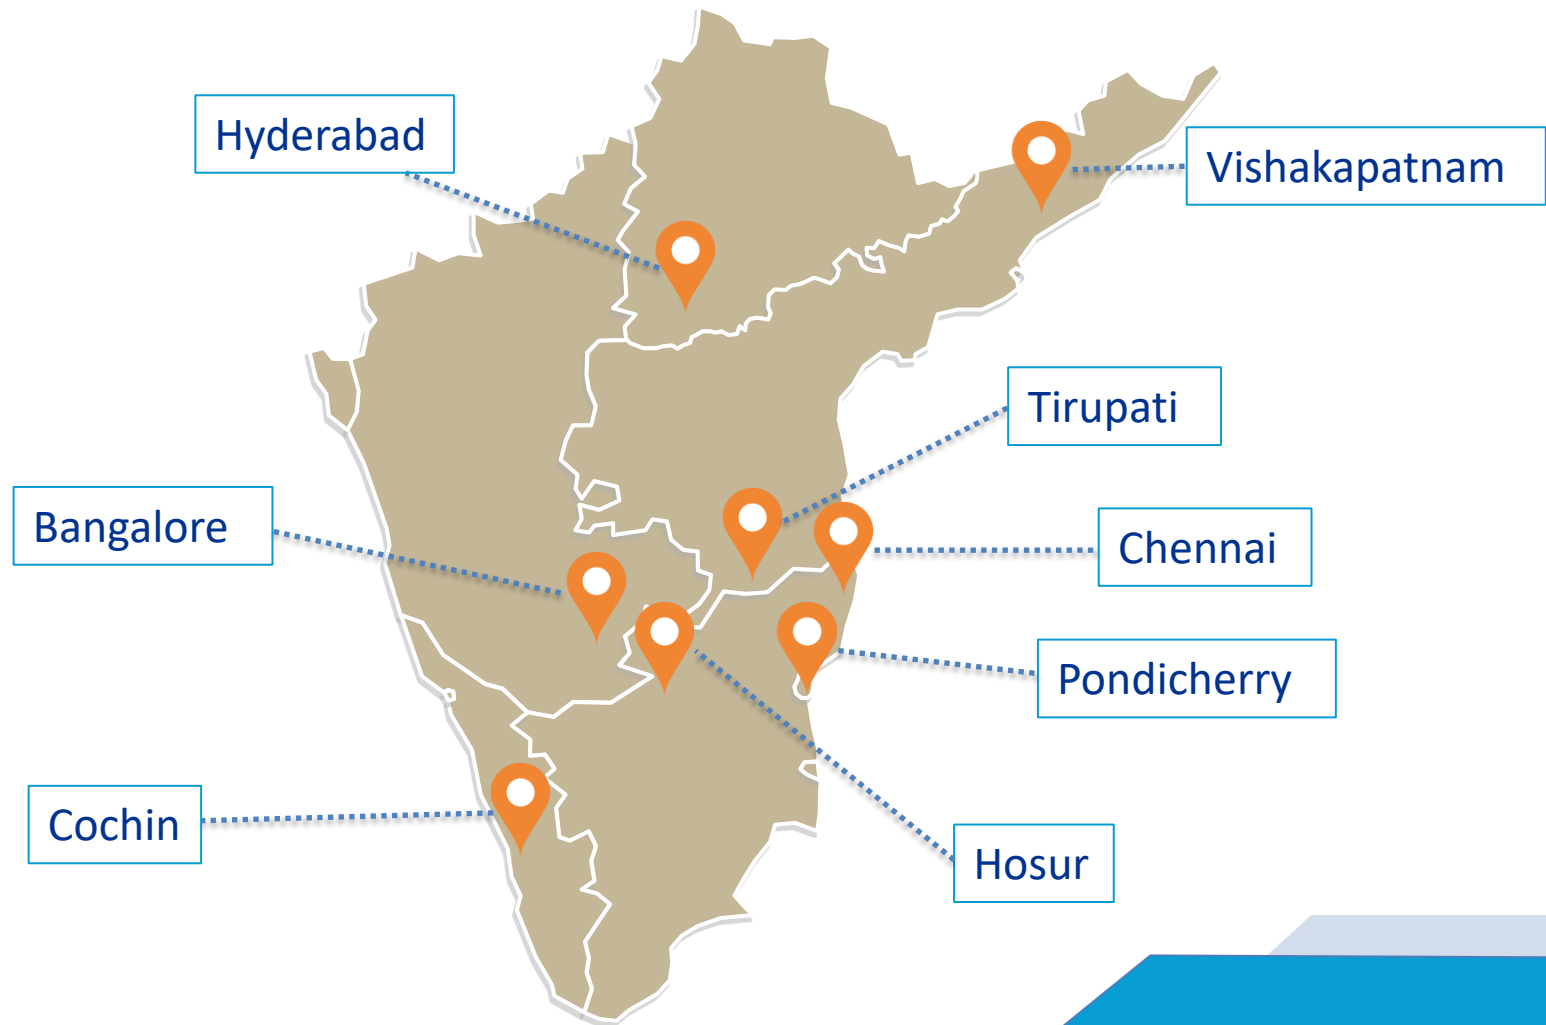 Hyderabad
Vishakapatnam
Tirupati
Bangalore
Chennai
Pondicherry
Cochin
Hosur